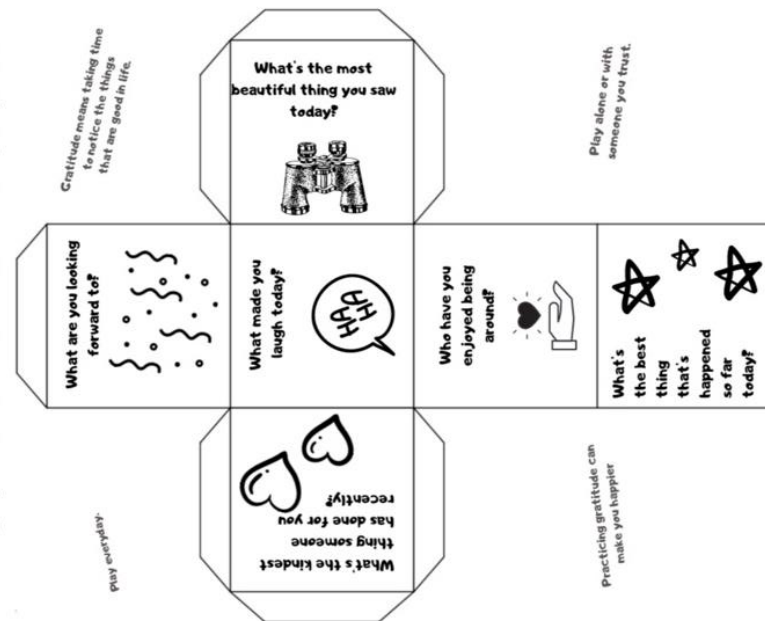 Gratitude means taking time
to notice the things
that are good in life.
What's the most
beautiful thing you saw
today?
Play alone or with
someone you trust.
What are you looking
forward to?
What made you
laugh today?
HA HA
HA
Who have you
enjoyed being
around?
What's
the best
thing
that's
happened
so far
today?
What's the kindest
thing someone
has done for you
recently?
Play everyday.
Practicing gratitude can
make you happier